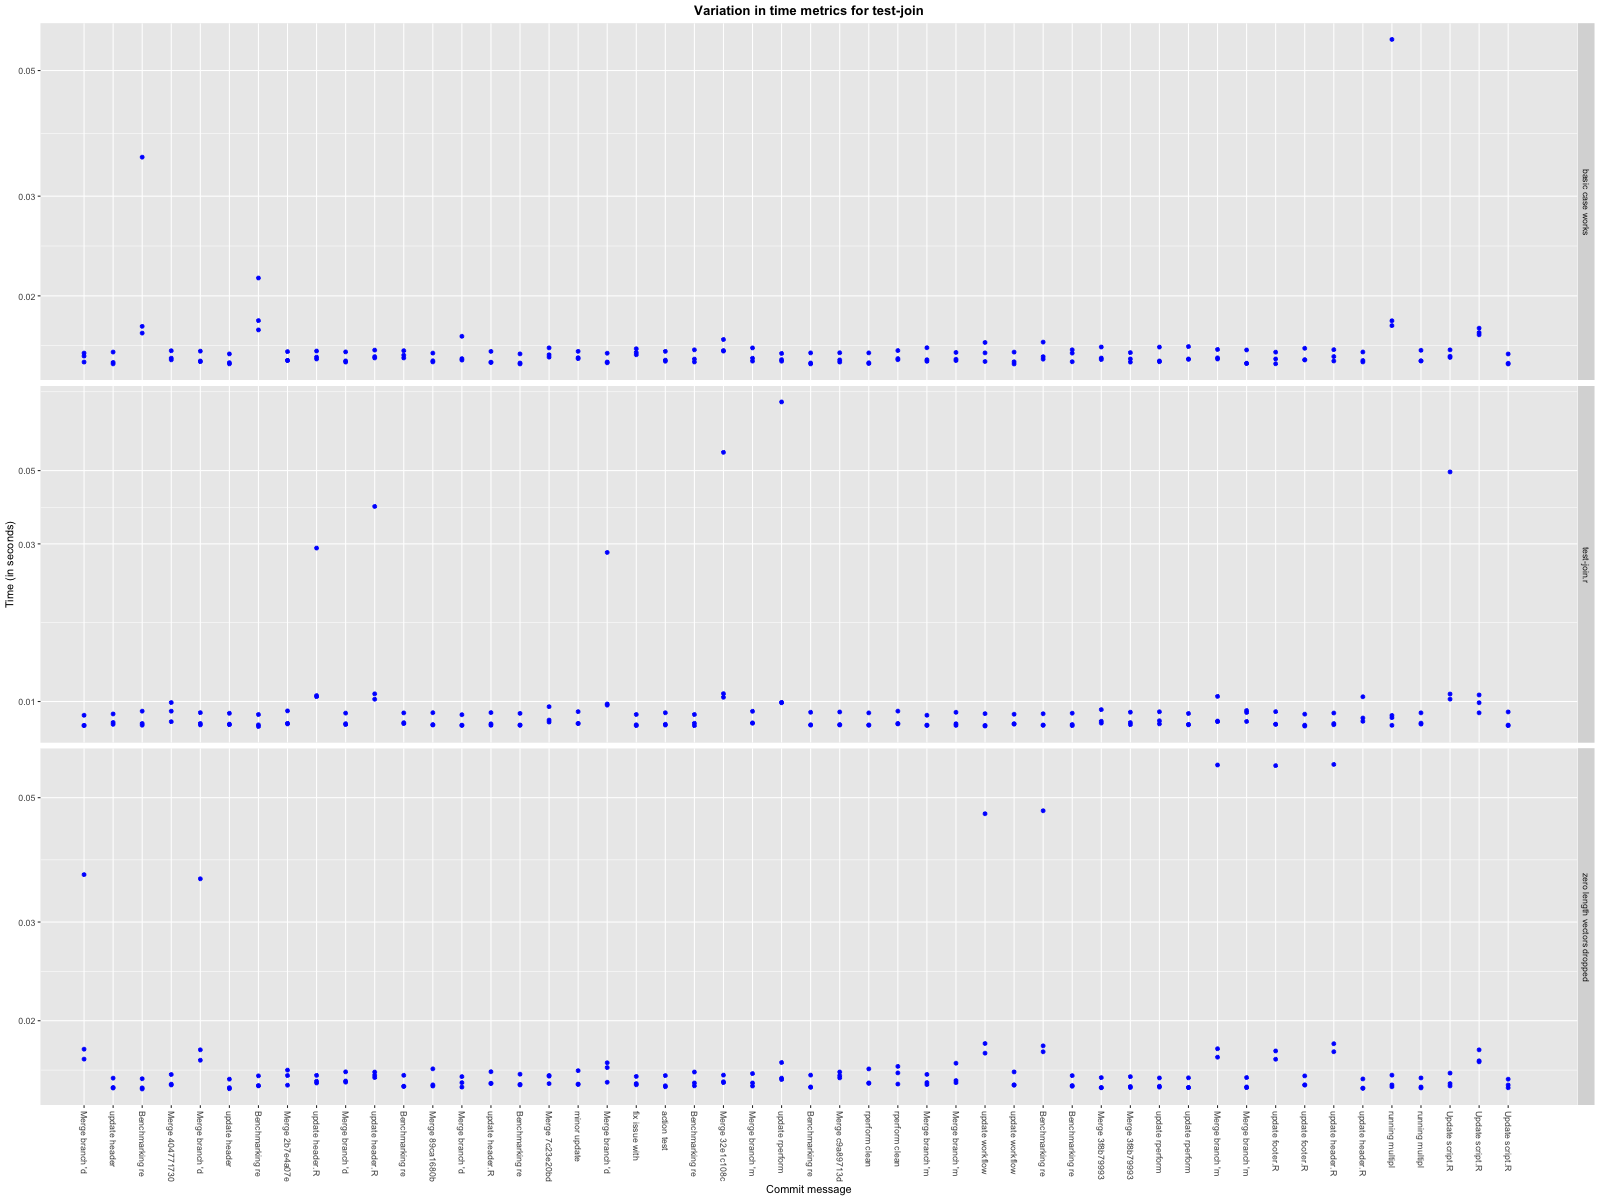 Variation in time metrics for test-join
0.05
0.03
0.02
basic case works
Time (in seconds)
0.05
0.03
0.01
test-join.r
0.05
0.03
0.02
zero length vectors dropped
Merge branch 'd
update header
Benchmarking re
Merge 404771730
Merge branch 'd
update header
Benchmarking re
Merge 2b7e4a07e
update header.R
Merge branch 'd
update header.R
Benchmarking re
Merge 89ca1680b
Merge branch 'd
update header.R
Benchmarking re
Merge 7c23e20bd
minor update
Merge branch 'd
fix issue with
action test
Benchmarking re
Merge 32e1c108c
Merge branch 'm
update rperform
Benchmarking re
Merge c9a89713d
rperform clean
rperform clean
Merge branch 'm
Merge branch 'm
update workflow
update workflow
Benchmarking re
Benchmarking re
Merge 3f8b79993
Merge 3f8b79993
update rperform
update rperform
Merge branch 'm
Merge branch 'm
update footer.R
update footer.R
update header.R
update header.R
running multipl
running multipl
Update script.R
Update script.R
Update script.R
Commit message